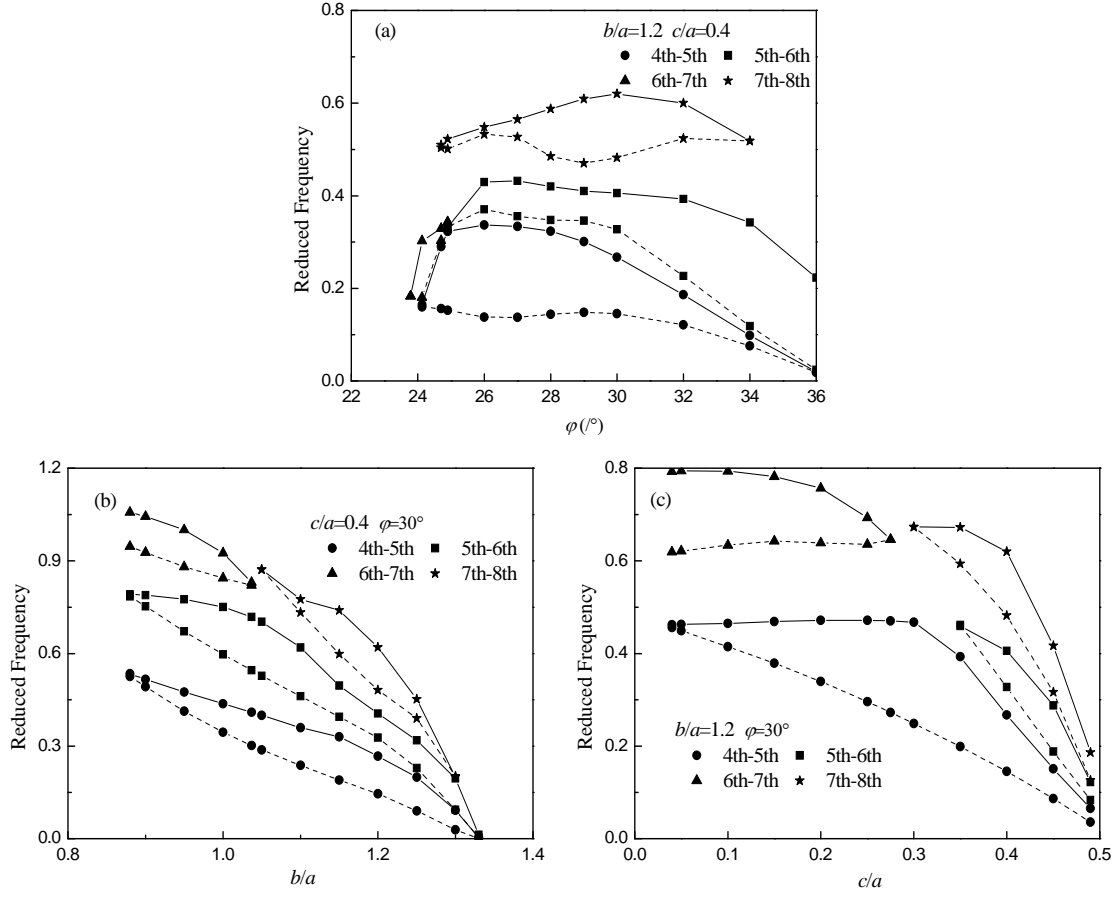 0.8
(a)
b/a=1.2 c/a=0.4
4th-5th 5th-6th
6th-7th 7th-8th
0.6
0.4
0.2
0.0
Reduced Frequency
22 24 26 28 30 32 34 36
φ(/°)
1.2
(b)
c/a=0.4 φ=30°
4th-5th 5th-6th
6th-7th 7th-8th
0.9
0.6
0.3
0.0
Reduced Frequency
0.8 1.0 1.2 1.4
b/a
0.8
(c)
0.6
0.4
b/a=1.2 φ=30°
4th-5th 5th-6th
6th-7th 7th-8th
0.2
0.0
Reduced Frequency
0.0 0.1 0.2 0.3 0.4 0.5
c/a